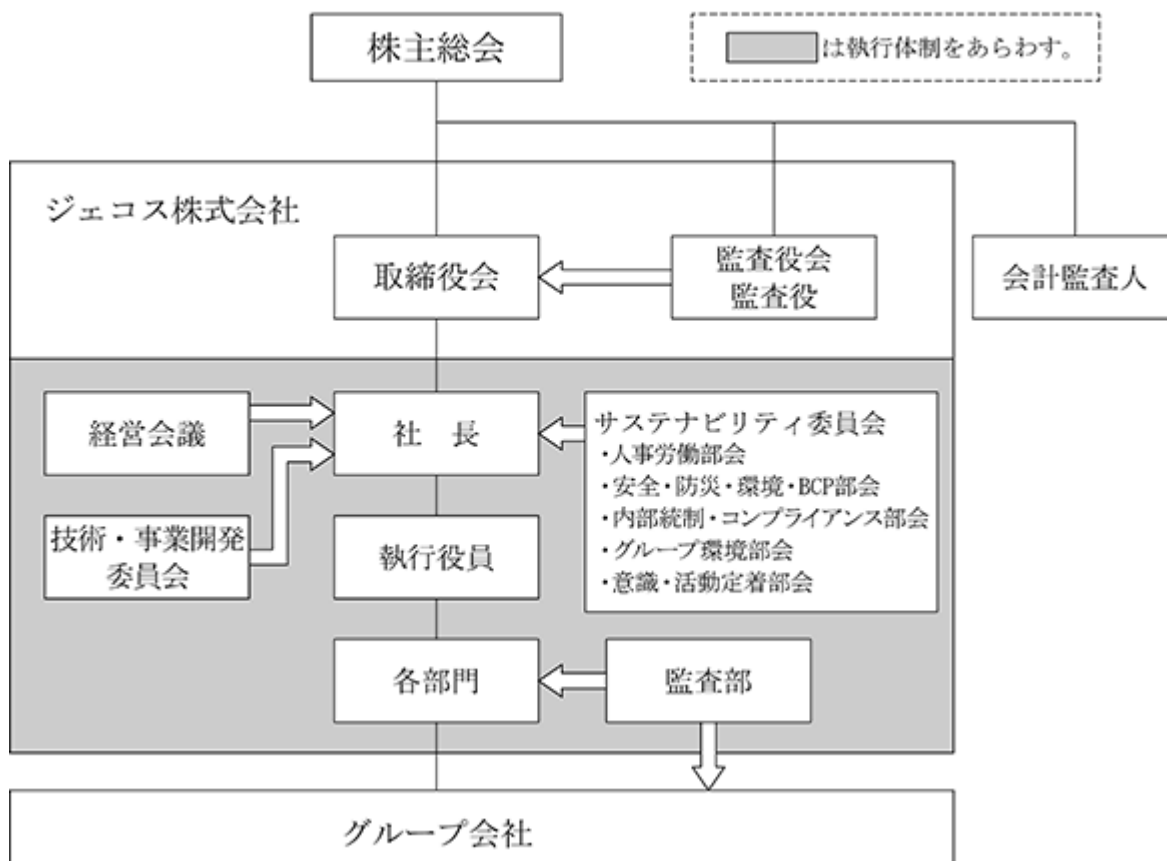 株主総会
は執行体制をあらわす。
ジェコス株式会社
取締役会
監査役会
監査役
会計監査人
経営会議
社　長
サステナビリティ委員会
・人事労働部会
・安全・防災・環境・BCP部会
・内部統制・コンプライアンス部会
・グループ環境部会
・意識・活動定着部会
技術・事業開発
委員会
執行役員
各部門
監査部
グループ会社